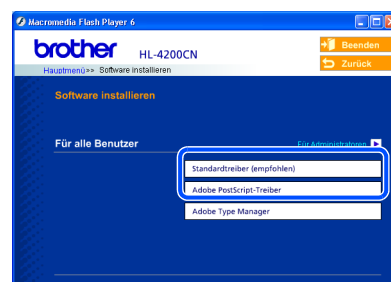 Macromedia Flash Player 6
brother HL-4200CN
Beenden
Hauptmenü>> Software installieren
Zurück
Software installieren
Für alle Benutzer
Für Administratoren
Standardtreiber (empfohlen)
Adobe PostScript-Treiber
Adobe Type Manager